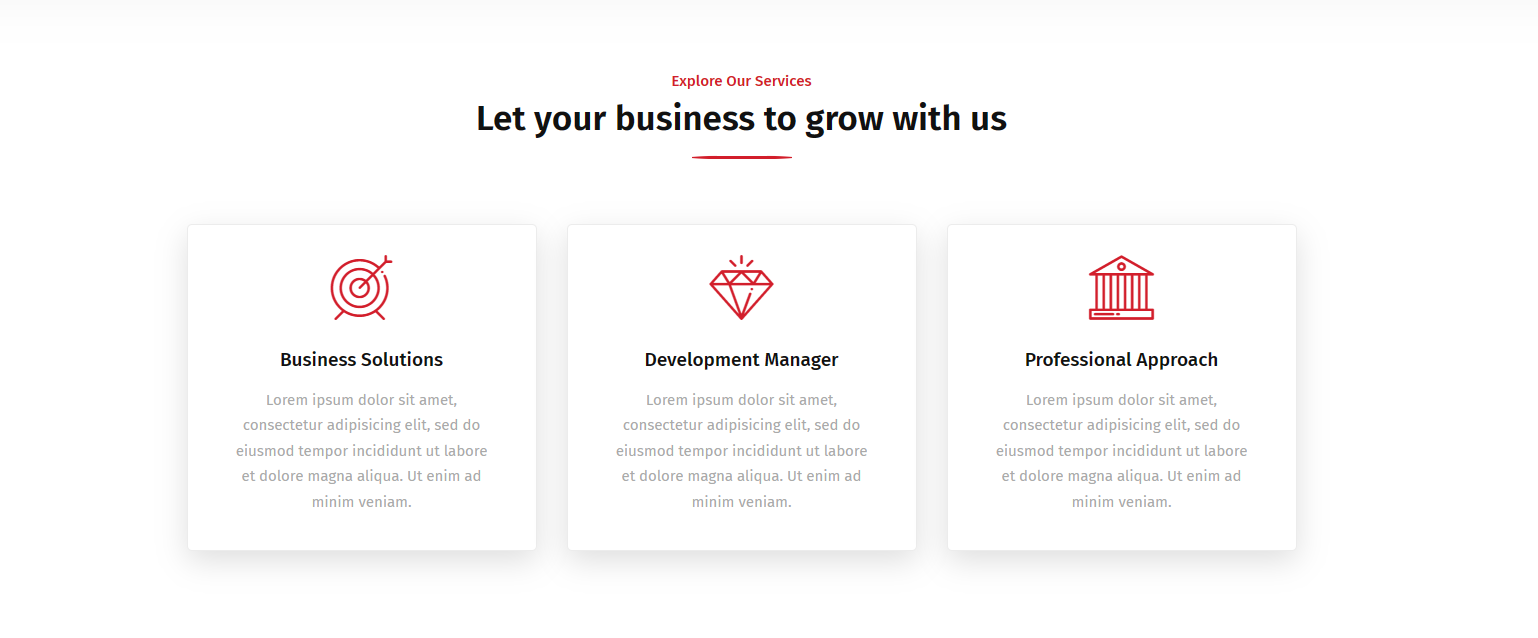 Explore Our Services
Let your business to grow with us
Business Solutions
Lorem ipsum dolor sit amet,
consectetur adipisicing elit, sed do
eiusmod tempor incididunt ut labore
et dolore magna aliqua. Ut enim ad
minim veniam.
Development Manager
Lorem ipsum dolor sit amet,
consectetur adipisicing elit, sed do
eiusmod tempor incididunt ut labore
et dolore magna aliqua. Ut enim ad
minim veniam.
Professional Approach
Lorem ipsum dolor sit amet,
consectetur adipisicing elit, sed do
eiusmod tempor incididunt ut labore
et dolore magna aliqua. Ut enim ad
minim veniam.